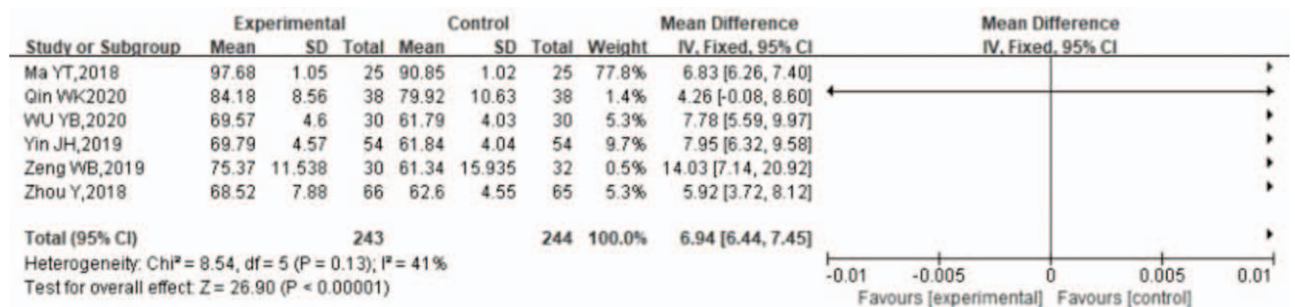 Experimental Control Mean Difference Mean Difference
Study or Subgroup Mean SD Total Mean SD Total Weight IV, Fixed, 95% CI IV, Fixed, 95% CI
Ma YT,2018 97.68 1.05 25 90.85 1.02 25 77.8% 6.83 [6.26, 7.40]
Qin WK2020 84.18 8.56 38 79.92 10.63 38 1.4% 4.26 [-0.08, 8.60]
WU YB,2020 69.57 4.6 30 61.79 4.03 30 5.3% 7.78 [5.59, 9.97]
Yin JH,2019 69.79 4.57 54 61.84 4.04 54 9.7% 7.95 [6.32, 9.58]
Zeng WB,2019 75.37 11.538 30 61.34 15.935 32 0.5% 14.03 [7.14, 20.92]
Zhou Y,2018 68.52 7.88 66 62.6 4.55 65 5.3% 5.92 [3.72, 8.12]
Total (95% CI) 243 244 100.0% 6.94 [6.44, 7.45]
Heterogeneity: Chi² = 8.54, df = 5 (P = 0.13); I² = 41%
Test for overall effect: Z = 26.90 (P < 0.00001)
-0.01 -0.005 0 0.005 0.01
Favours [experimental] Favours [control]